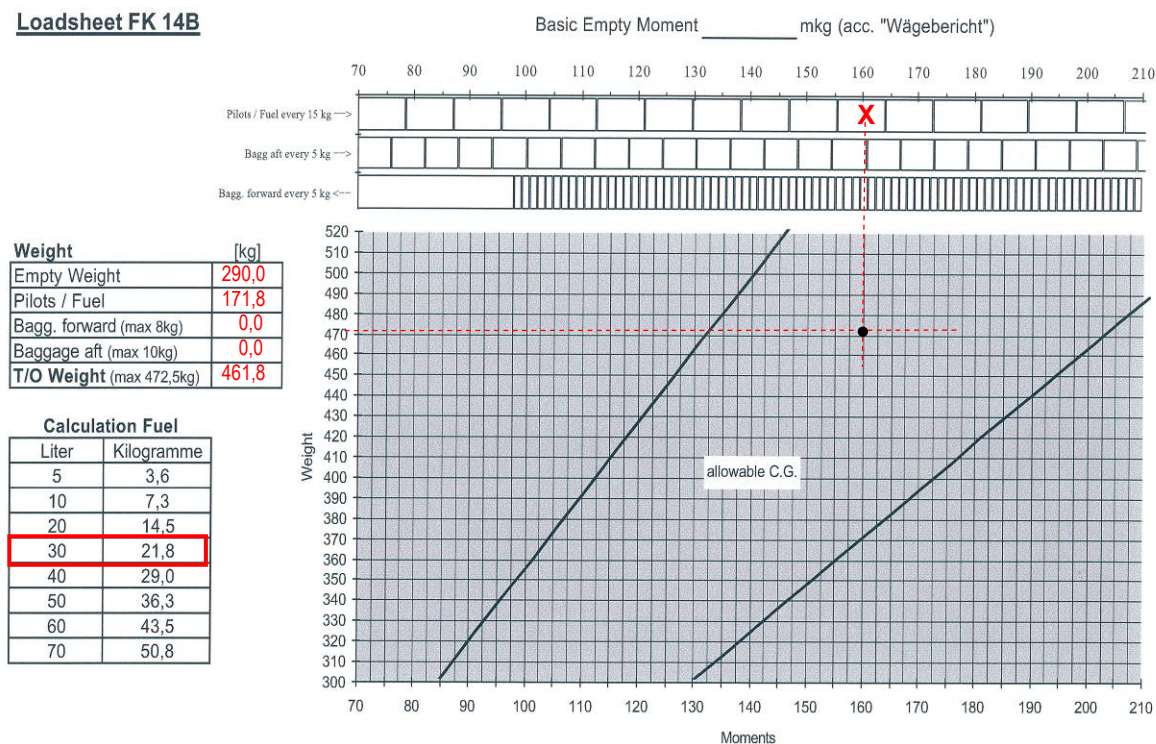 Loadsheet FK 14B
Basic Empty Moment ________ mkg (acc. "Wägebericht")
70 80 90 100 110 120 130 140 150 160 170 180 190 200 210
Pilots / Fuel every 15 kg -->
X
Bagg aft every 5 kg -->
Bagg. forward every 5 kg <--
Weight [kg]
Empty Weight 290,0
Pilots / Fuel 171,8
Bagg. forward (max 8kg) 0,0
Baggage aft (max 10kg) 0,0
T/O Weight (max 472,5kg) 461,8
Calculation Fuel
Liter Kilogramme
5 3,6
10 7,3
20 14,5
30 21,8
40 29,0
50 36,3
60 43,5
70 50,8
Weight
520
510
500
490
480
470
460
450
440
430
420
410
400
390
380
370
360
350
340
330
320
310
300
allowable C.G.
70 80 90 100 110 120 130 140 150 160 170 180 190 200 210
Moments